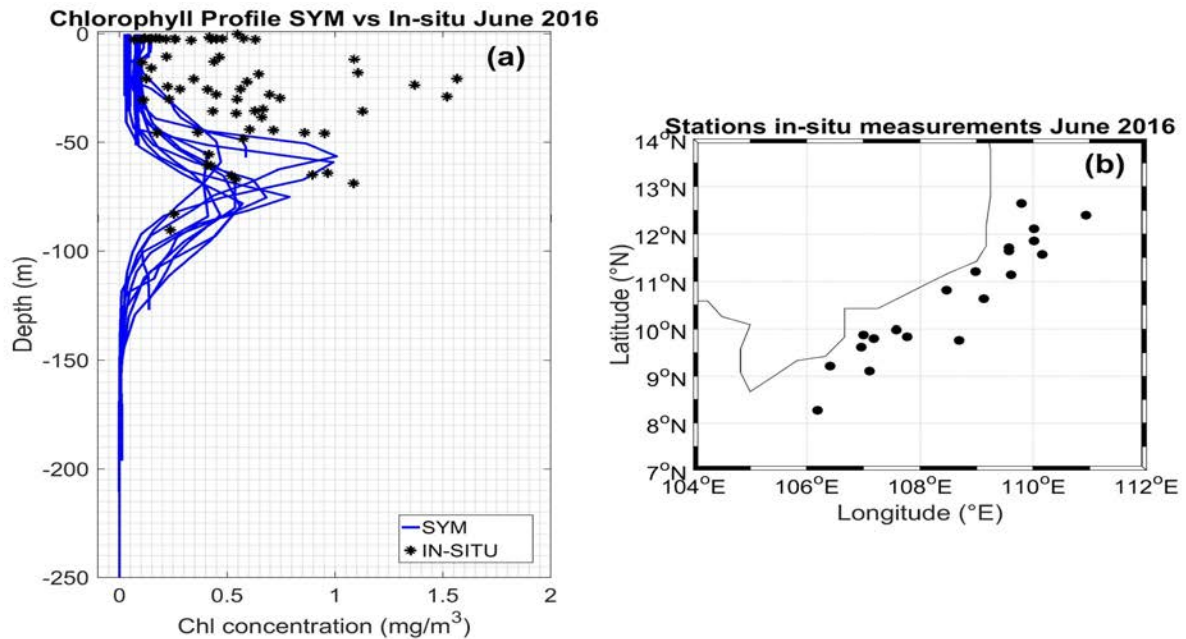 Chlorophyll Profile SYM vs In-situ June 2016
(a)
0
-50
-100
-150
-200
-250
Depth (m)
0 0.5 1 1.5 2
Chl concentration (mg/m³)
SYM
IN-SITU
Stations in-situ measurements June 2016
(b)
14°N
13°N
12°N
11°N
10°N
9°N
8°N
7°N
Latitude (°N)
104°E 106°E 108°E 110°E 112°E
Longitude (°E)